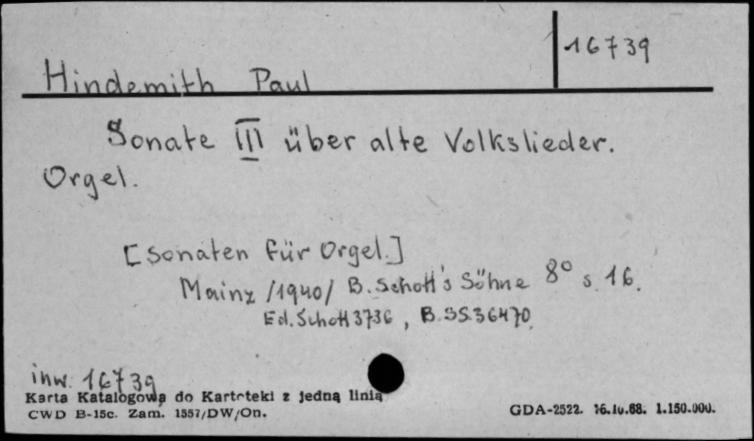 16739
Hindemith Paul
Sonate III über alte Volkslieder.
Orgel.
[Sonaten für Orgel.]
Mainz /1940/ B. Schott's Söhne 8° s. 16.
Ed. Schott 3736, B.SS.36470.
inw. 16739
Karta Katalogowa do Kartoteki z jedną linią
CWD B-15c. Zam. 1557/DW/On.
GDA-2522. 16.10.68. 1.150.000.